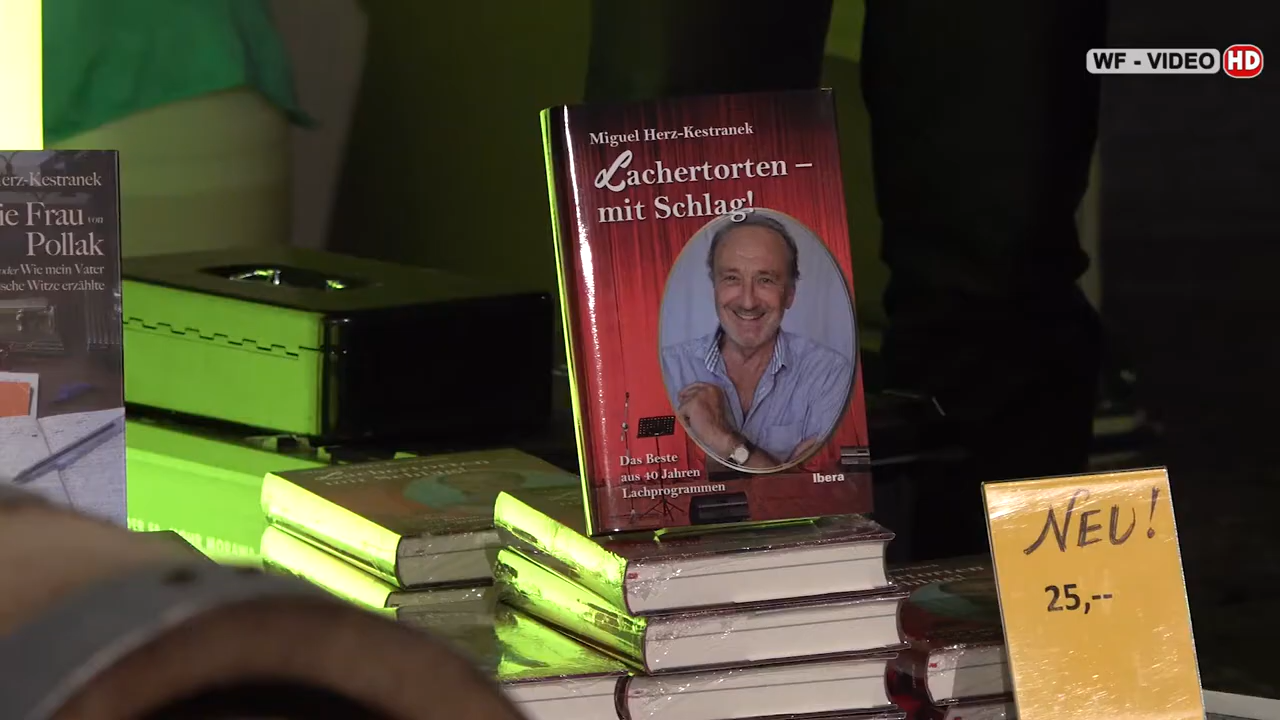 WF - VIDEO HD
Miguel Herz-Kestranek
Lachertorten –
mit Schlag!
Das Beste
aus 40 Jahren
Lachprogrammen
Ibera
erz-Kestranek
ie Frau von
Pollak
oder Wie mein Vater
sche Witze erzählte
NEU!
25,--